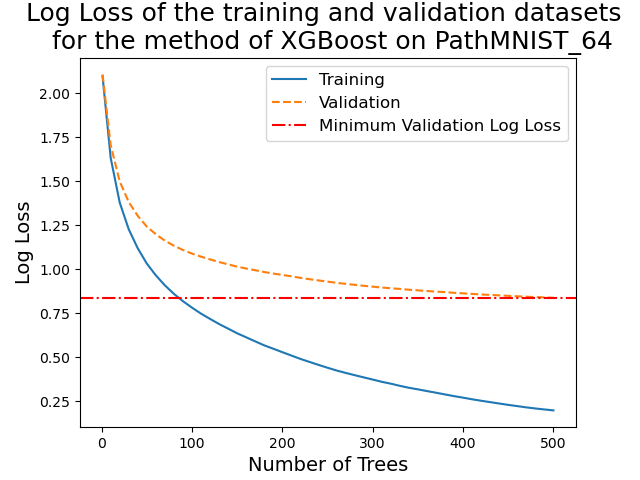 Log Loss of the training and validation datasets
for the method of XGBoost on PathMNIST_64
Training
Validation
Minimum Validation Log Loss
Log Loss
2.00
1.75
1.50
1.25
1.00
0.75
0.50
0.25
0 100 200 300 400 500
Number of Trees